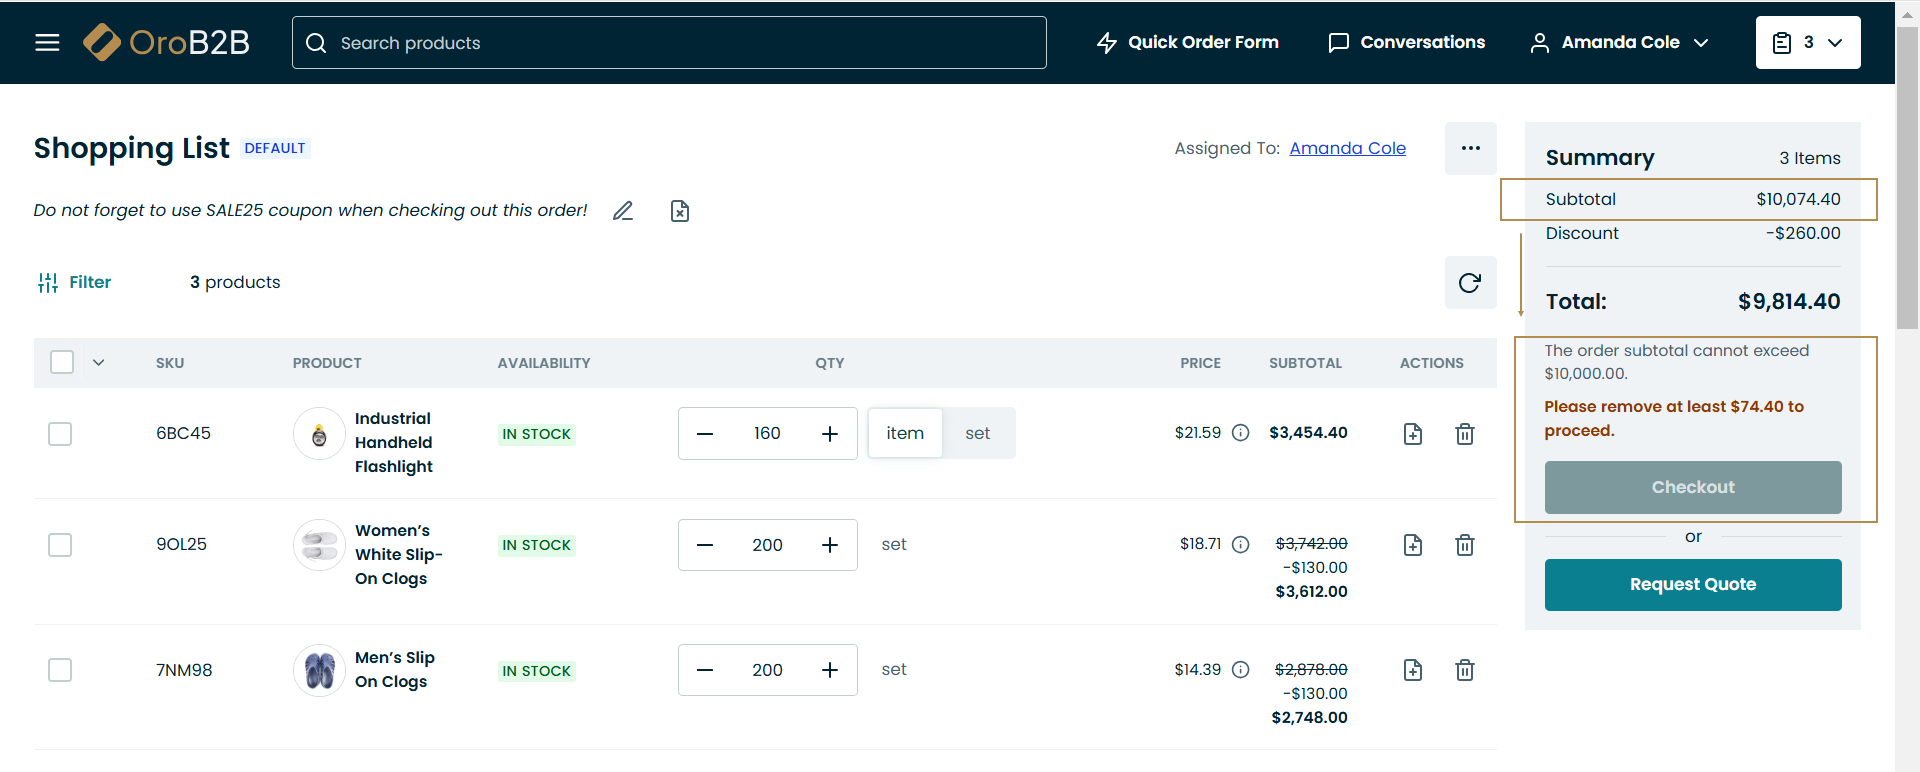 OroB2B
Search products
Quick Order Form
Conversations
Amanda Cole
3
Shopping List DEFAULT
Assigned To: Amanda Cole
Do not forget to use SALE25 coupon when checking out this order!
Filter
3 products
SKU PRODUCT AVAILABILITY QTY PRICE SUBTOTAL ACTIONS
6BC45
Industrial
Handheld
Flashlight
IN STOCK
160
item set
$21.59
$3,454.40
9OL25
Women’s
White Slip-
On Clogs
IN STOCK
200
set
$18.71
$3,742.00
-$130.00
$3,612.00
7NM98
Men’s Slip
On Clogs
IN STOCK
200
set
$14.39
$2,878.00
-$130.00
$2,748.00
Summary 3 Items
Subtotal $10,074.40
Discount -$260.00
Total: $9,814.40
The order subtotal cannot exceed
$10,000.00.
Please remove at least $74.40 to
proceed.
Checkout
or
Request Quote